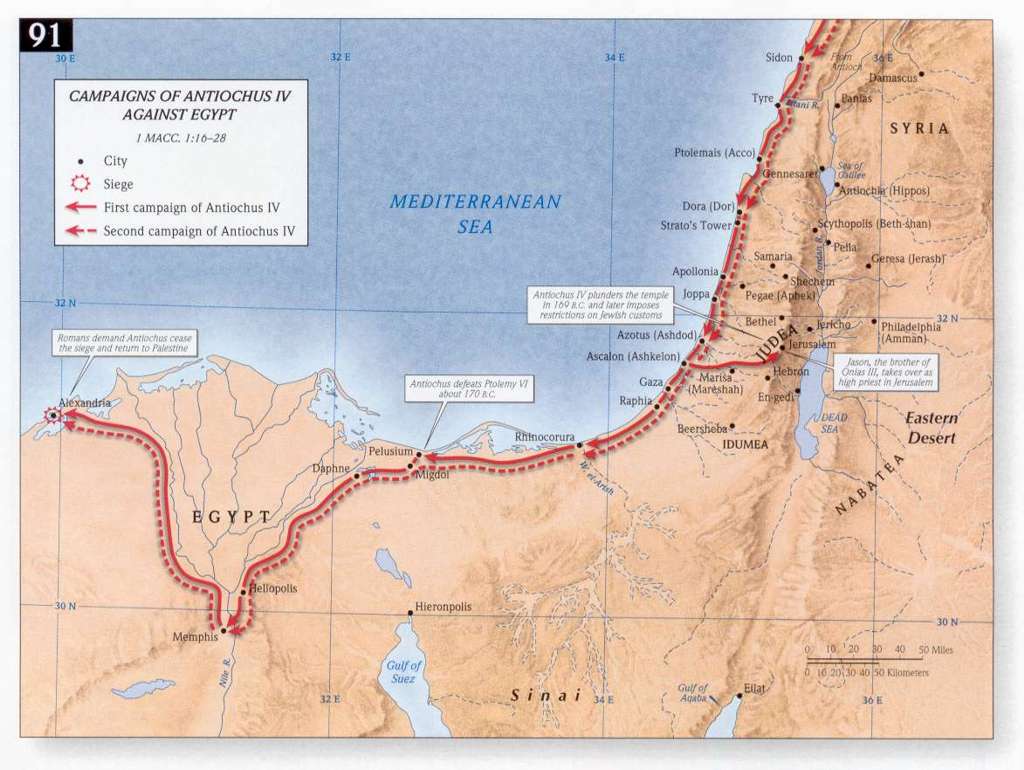 91
30 E
32 E
34 E
36 E
CAMPAIGNS OF ANTIOCHUS IV
AGAINST EGYPT
1 MACC. 1:16–28
City
Siege
First campaign of Antiochus IV
Second campaign of Antiochus IV
MEDITERRANEAN
SEA
Sidon
From
Antioch
Damascus
Tyre
Litani R.
Panias
SYRIA
Ptolemais (Acco)
Gennesaret
Sea of
Galilee
Antiochia (Hippos)
Dora (Dor)
Strato's Tower
Scythopolis (Beth-shan)
Pella
Jordan R.
Samaria
Geresa (Jerash)
Apollonia
Shechem
Joppa
Pegae (Aphek)
Antiochus IV plunders the temple
in 169 B.C. and later imposes
restrictions on Jewish customs
32 N
32 N
Bethel
Jericho
Philadelphia
(Amman)
JUDEA
Azotus (Ashdod)
Jerusalem
Romans demand Antiochus cease
the siege and return to Palestine
Ascalon (Ashkelon)
Jason, the brother of
Onias III, takes over as
high priest in Jerusalem
Marisa
(Mareshah)
Hebron
Gaza
En-gedi
Antiochus defeats Ptolemy VI
about 170 B.C.
Raphia
Alexandria
Beersheba
DEAD
SEA
Eastern
Desert
IDUMEA
Rhinocorura
Pelusium
Migdol
Daphne
W. el-Arish
NABATEA
EGYPT
Heliopolis
30 N
Hieronpolis
30 N
Memphis
Nile R.
Gulf of
Suez
0 10 20 30 50 Miles
0 10 20 30 40 50 Kilometers
Sinai
Gulf of
Aqaba
Eilat
32 E
34 E
36 E